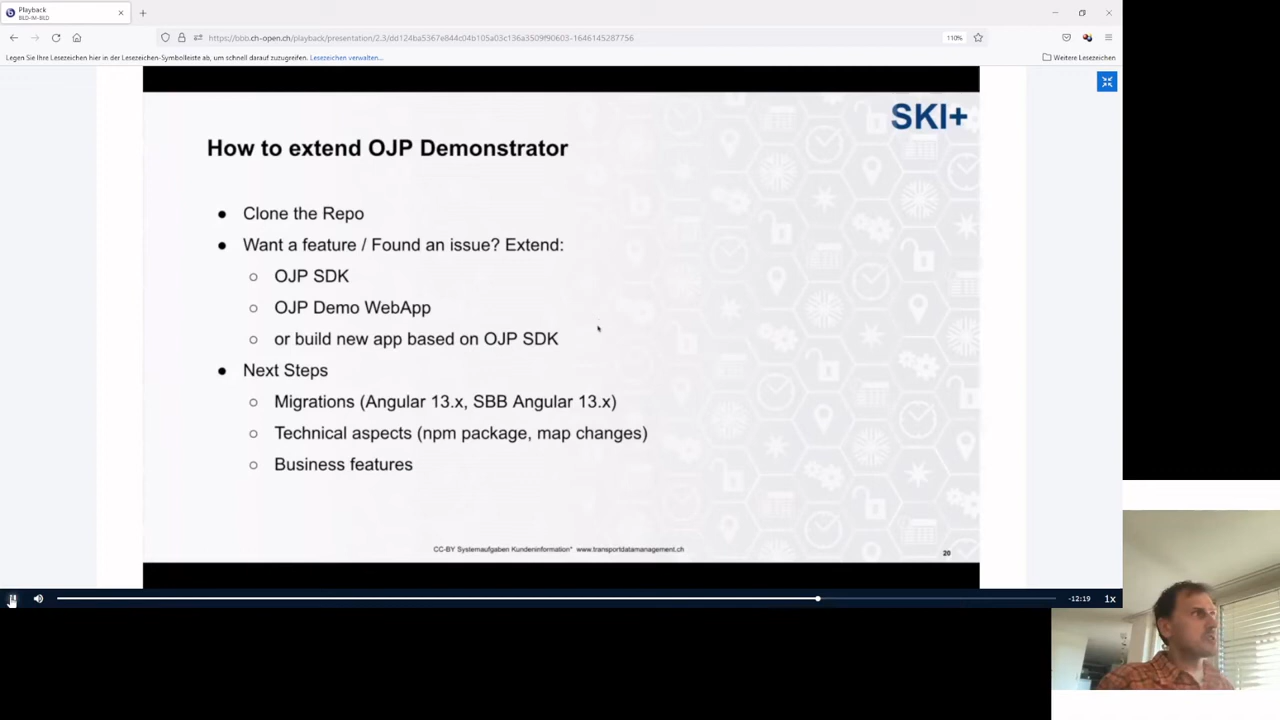 Playback
BILD-IM-BILD
https://bbb.ch-open.ch/playback/presentation/2.3/dd124ba5367e844c04b105a03c136a3509f90603-1646145287756
110%
Legen Sie Ihre Lesezeichen hier in der Lesezeichen-Symbolleiste ab, um schnell darauf zuzugreifen. Lesezeichen verwalten...
Weitere Lesezeichen
SKI+
How to extend OJP Demonstrator
● Clone the Repo
● Want a feature / Found an issue? Extend:
○ OJP SDK
○ OJP Demo WebApp
○ or build new app based on OJP SDK
● Next Steps
○ Migrations (Angular 13.x, SBB Angular 13.x)
○ Technical aspects (npm package, map changes)
○ Business features
CC-BY Systemaufgaben Kundeninformation* www.transportdatamanagement.ch
20
-12:19
1x